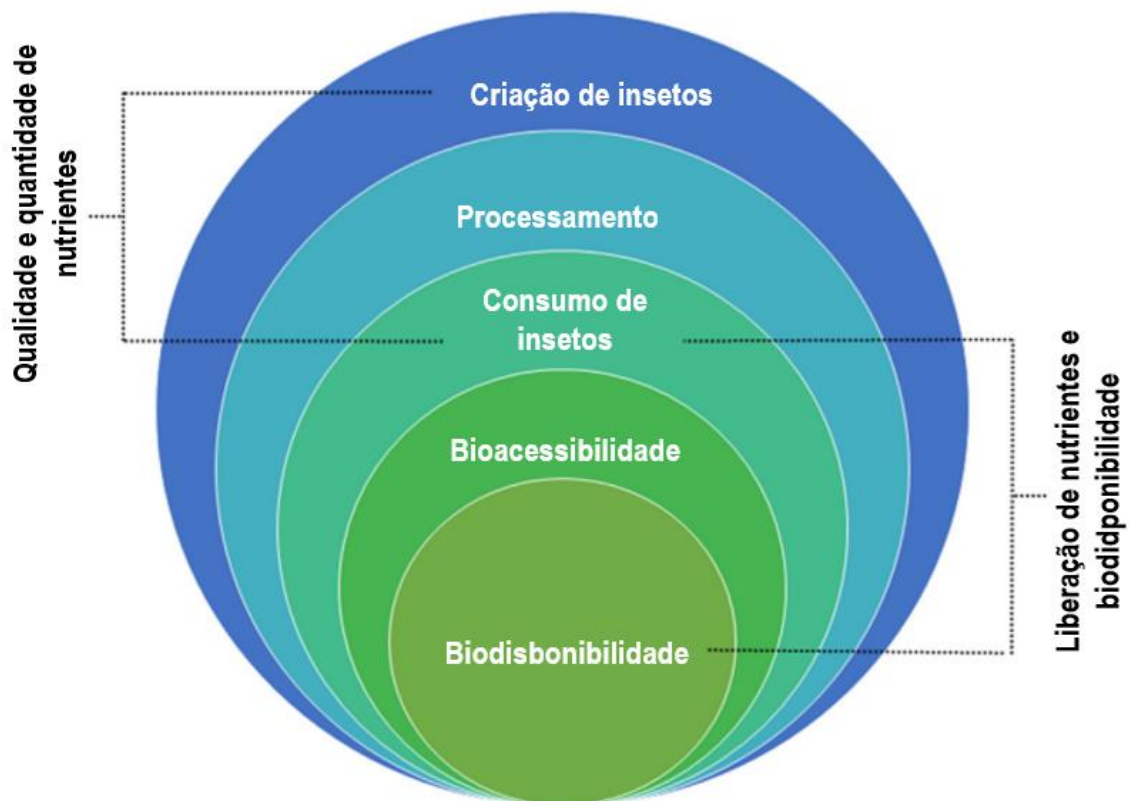 Qualidade e quantidade de
nutrientes
Criação de insetos
Processamento
Consumo de
insetos
Bioacessibilidade
Biodisbonibilidade
Liberação de nutrientes e
biodidponibilidade